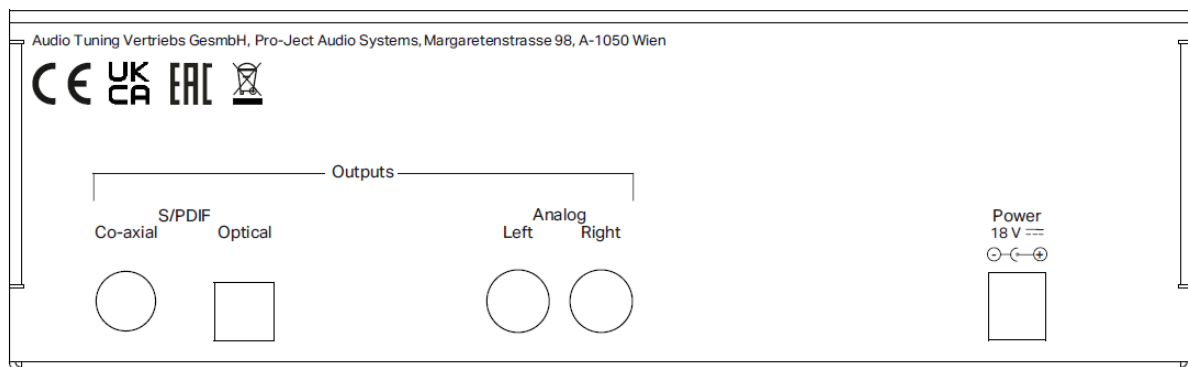 Audio Tuning Vertriebs GesmbH, Pro-Ject Audio Systems, Margaretenstrasse 98, A-1050 Wien
CE UK CA EAC
Outputs
S/PDIF Analog Power
Co-axial Optical Left Right 18 V
- +